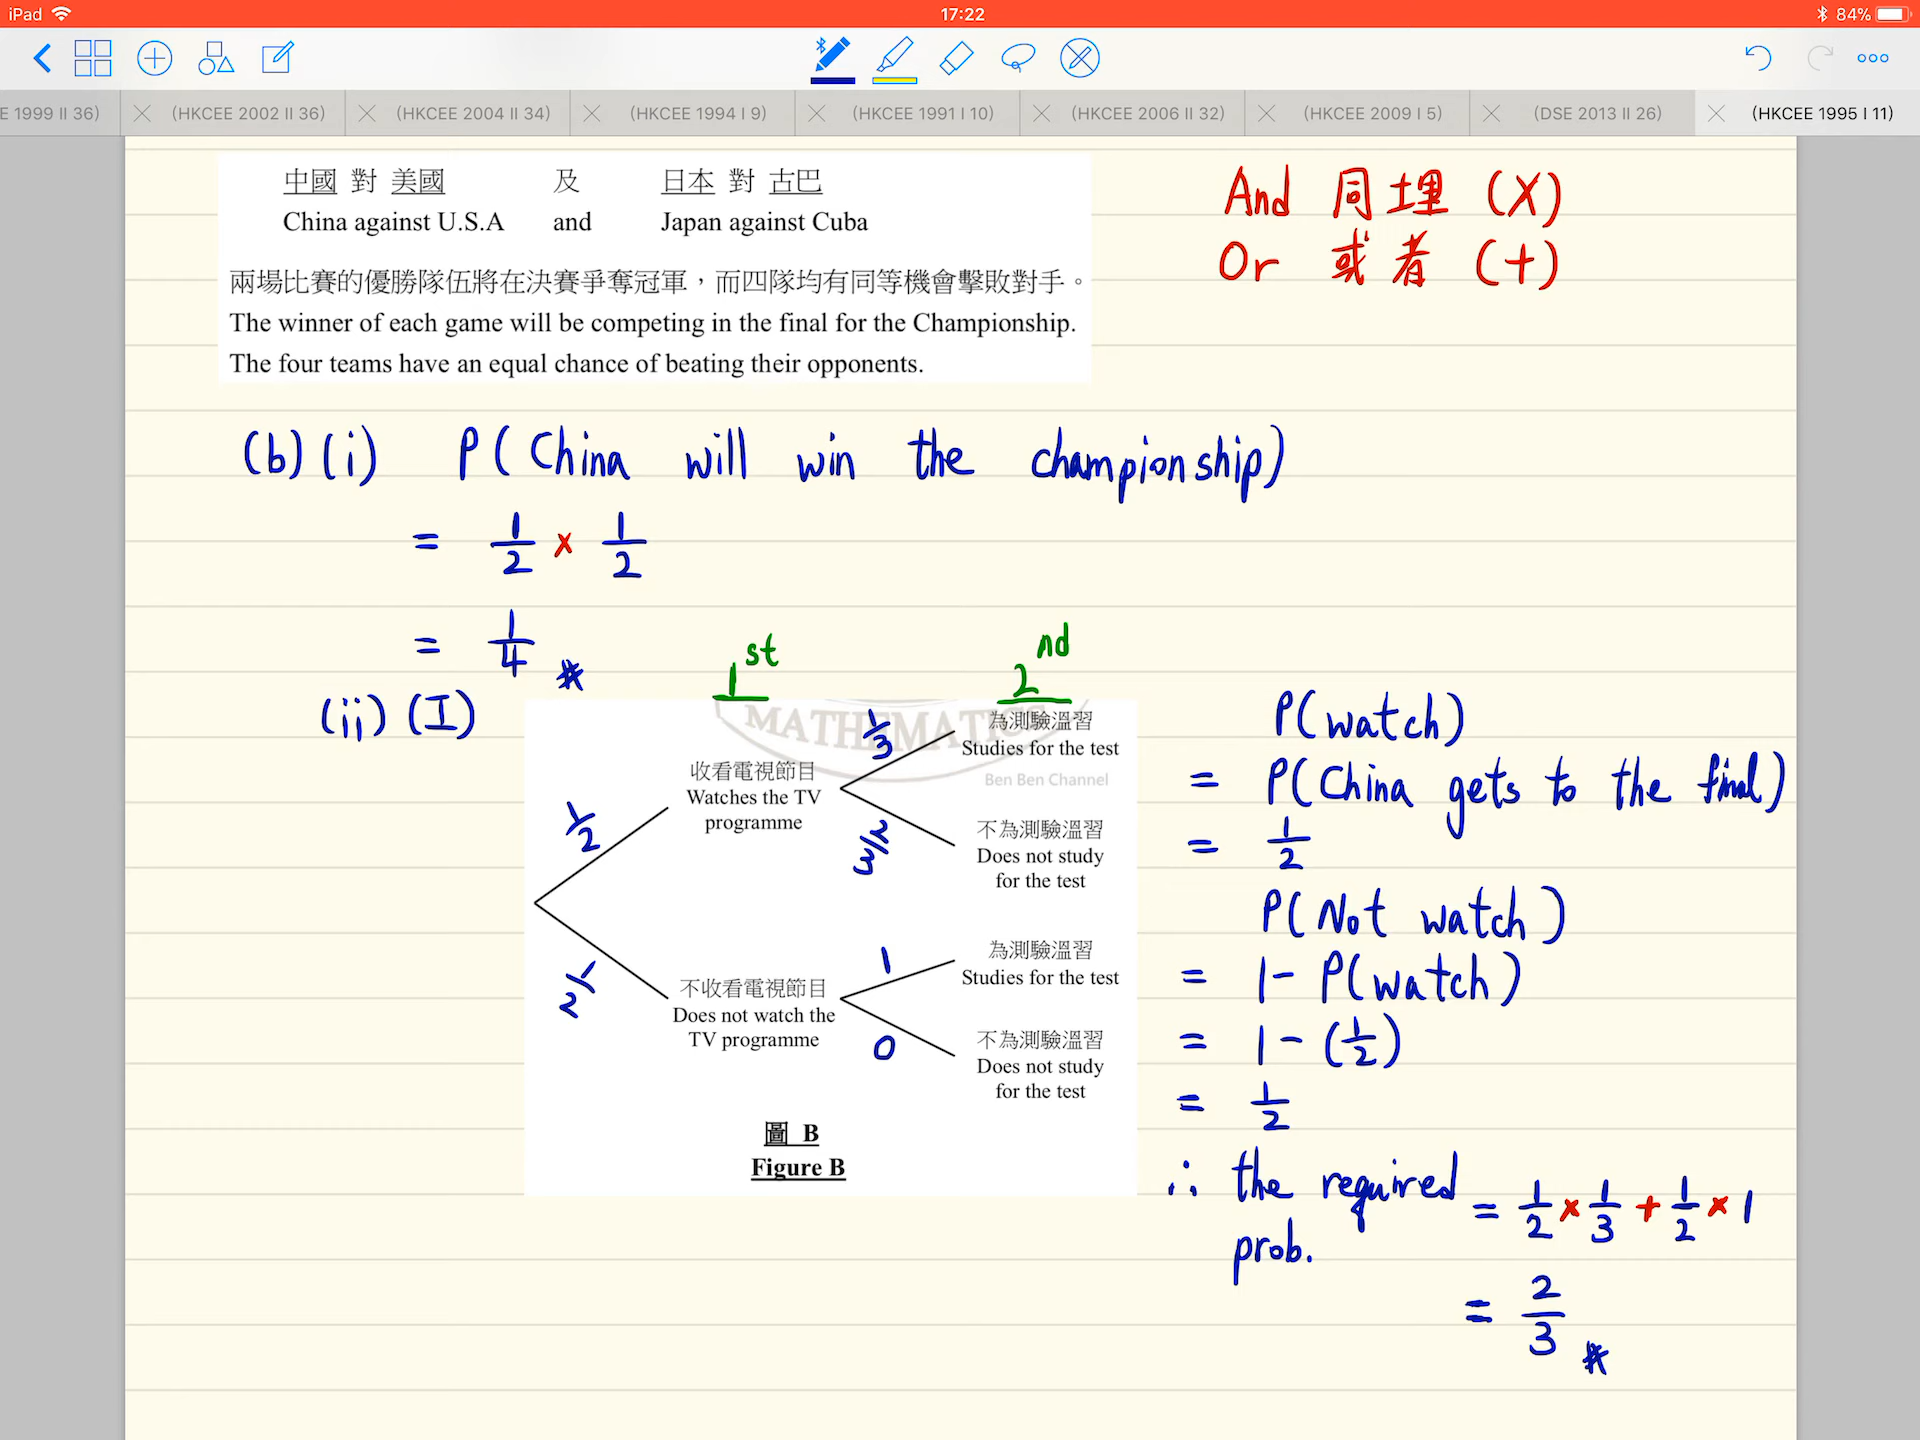 iPad 17:22 84%
E 1999 II 36) (HKCEE 2002 II 36) (HKCEE 2004 II 34) (HKCEE 1994 I 9) (HKCEE 1991 I 10) (HKCEE 2006 II 32) (HKCEE 2009 I 5) (DSE 2013 II 26) (HKCEE 1995 I 11)
中國 對 美國 及 日本 對 古巴
China against U.S.A and Japan against Cuba
兩場比賽的優勝隊伍將在決賽爭奪冠軍，而四隊均有同等機會擊敗對手。
The winner of each game will be competing in the final for the Championship.
The four teams have an equal chance of beating their opponents.
And 同埋 (×)
Or 或者 (+)
(b)(i) P(China will win the championship)
= 1/2 × 1/2
= 1/4 *
(ii)(I)
1st 2nd
MATHEMATICS
Ben Ben Channel
1/2
收看電視節目
Watches the TV
programme
1/3
為測驗溫習
Studies for the test
2/3
不為測驗溫習
Does not study
for the test
1/2
不收看電視節目
Does not watch the
TV programme
1
為測驗溫習
Studies for the test
0
不為測驗溫習
Does not study
for the test
圖 B
Figure B
P(watch)
= P(China gets to the final)
= 1/2
P(Not watch)
= 1 - P(watch)
= 1 - (1/2)
= 1/2
∴ the required prob. = 1/2 × 1/3 + 1/2 × 1
= 2/3 *